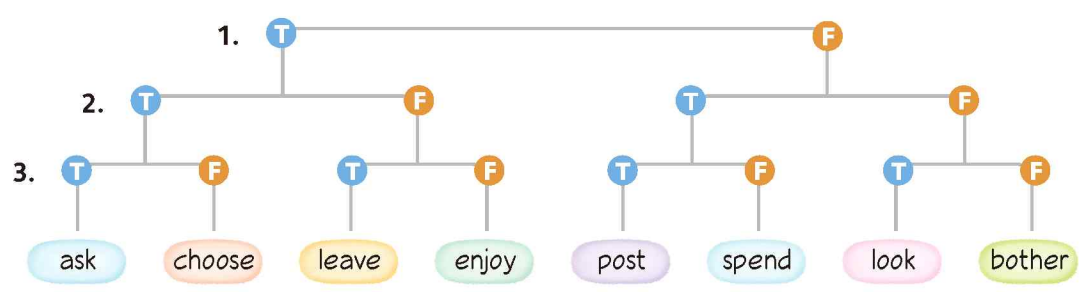 1. T F
2. T F T F
3. T F T F T F T F
ask choose leave enjoy post spend look bother